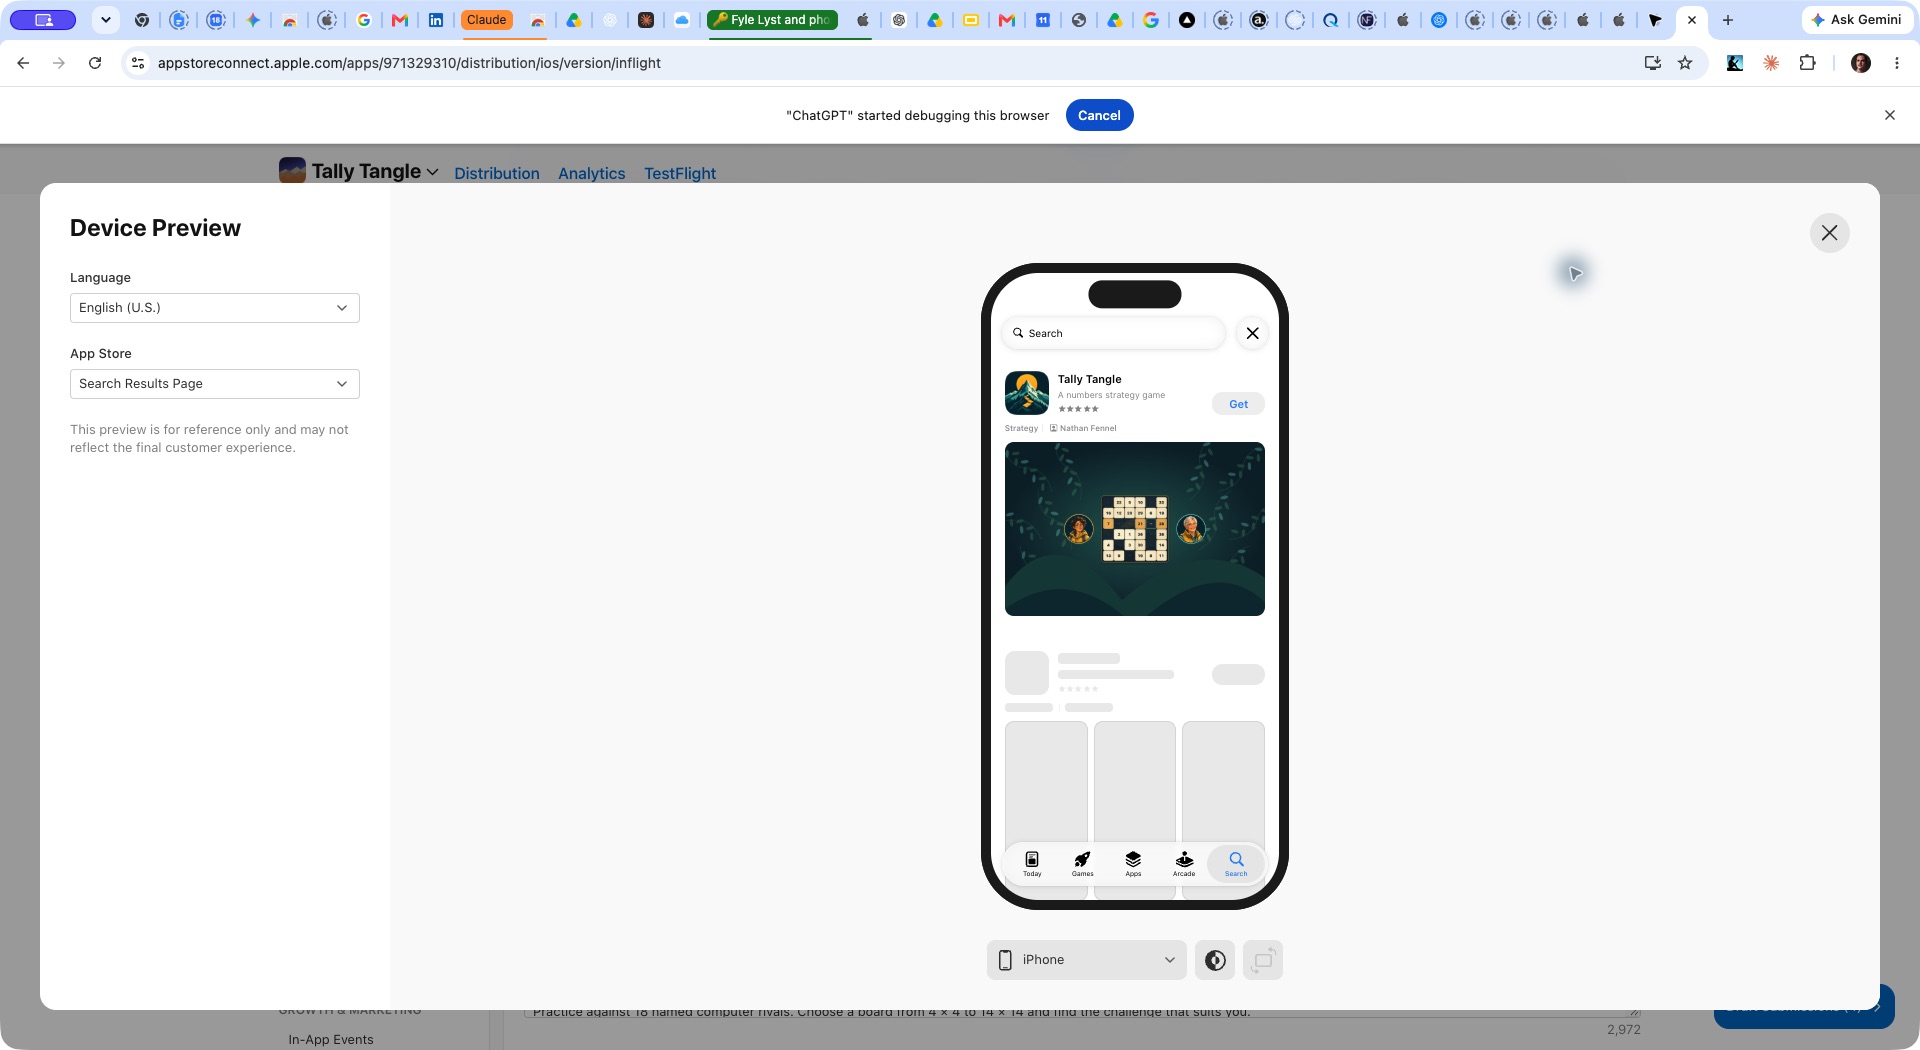 Claude
Fyle Lyst and pho
Ask Gemini
appstoreconnect.apple.com/apps/971329310/distribution/ios/version/inflight
"ChatGPT" started debugging this browser
Cancel
Tally Tangle
Distribution
Analytics
TestFlight
Device Preview
Language
English (U.S.)
App Store
Search Results Page
This preview is for reference only and may not
reflect the final customer experience.
Search
Tally Tangle
A numbers strategy game
Get
Strategy
Nathan Fennel
Today
Games
Apps
Arcade
Search
iPhone
GROWTH & MARKETING
Practice against 18 named computer rivals. Choose a board from 4 × 4 to 14 × 14 and find the challenge that suits you.
2,972
In-App Events